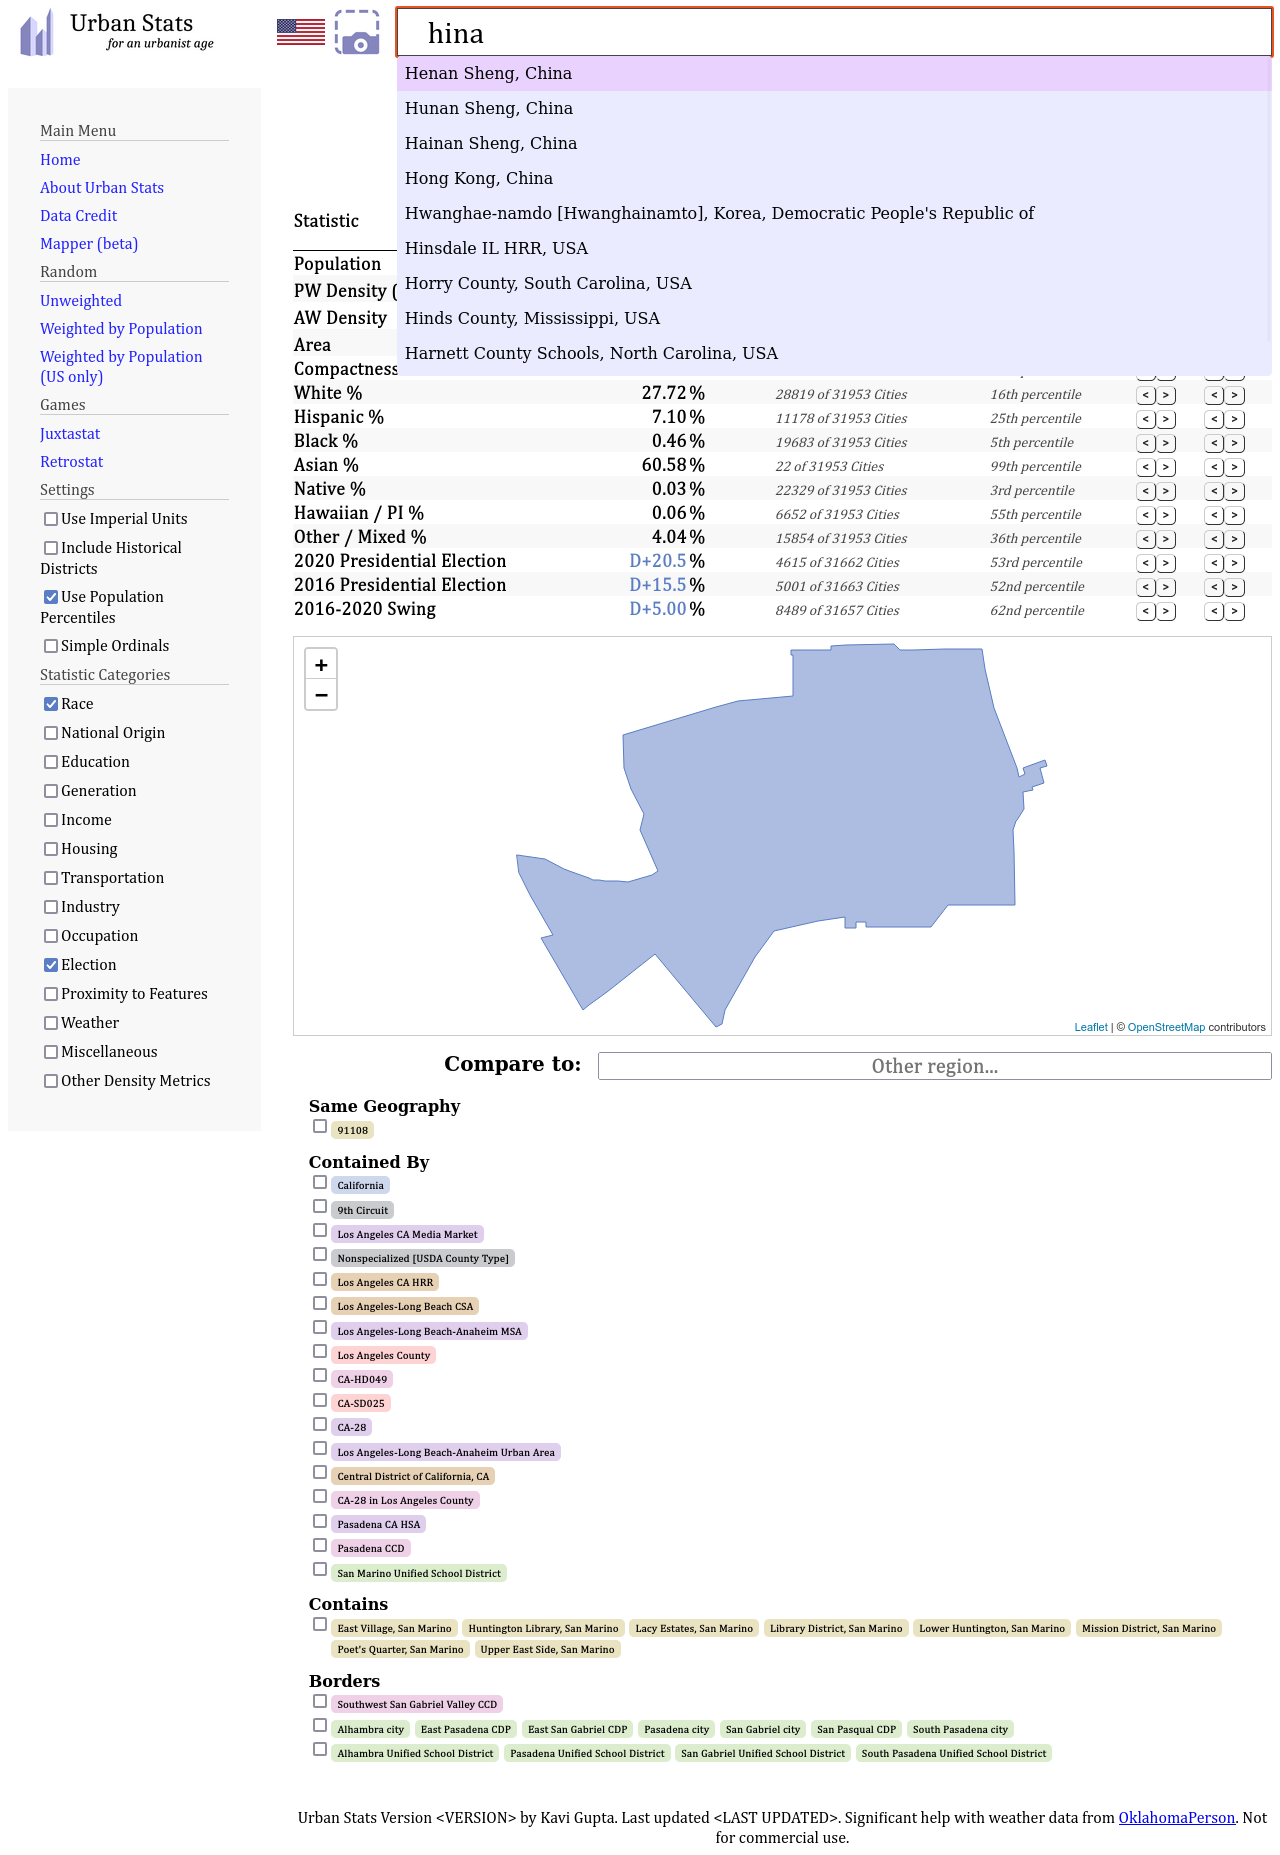 Urban Stats
for an urbanist age
hina
Henan Sheng, China
Hunan Sheng, China
Hainan Sheng, China
Hong Kong, China
Hwanghae-namdo [Hwanghainamto], Korea, Democratic People's Republic of
Hinsdale IL HRR, USA
Horry County, South Carolina, USA
Hinds County, Mississippi, USA
Harnett County Schools, North Carolina, USA
Main Menu
Home
About Urban Stats
Data Credit
Mapper (beta)
Random
Unweighted
Weighted by Population
Weighted by Population
(US only)
Games
Juxtastat
Retrostat
Settings
Use Imperial Units
Include Historical
Districts
Use Population
Percentiles
Simple Ordinals
Statistic Categories
Race
National Origin
Education
Generation
Income
Housing
Transportation
Industry
Occupation
Election
Proximity to Features
Weather
Miscellaneous
Other Density Metrics
Statistic
Population
PW Density (
AW Density
Area
Compactness
White % 27.72% 28819 of 31953 Cities 16th percentile < > < >
Hispanic % 7.10% 11178 of 31953 Cities 25th percentile < > < >
Black % 0.46% 19683 of 31953 Cities 5th percentile < > < >
Asian % 60.58% 22 of 31953 Cities 99th percentile < > < >
Native % 0.03% 22329 of 31953 Cities 3rd percentile < > < >
Hawaiian / PI % 0.06% 6652 of 31953 Cities 55th percentile < > < >
Other / Mixed % 4.04% 15854 of 31953 Cities 36th percentile < > < >
2020 Presidential Election D+20.5% 4615 of 31662 Cities 53rd percentile < > < >
2016 Presidential Election D+15.5% 5001 of 31663 Cities 52nd percentile < > < >
2016-2020 Swing D+5.00% 8489 of 31657 Cities 62nd percentile < > < >
+
−
Leaflet | © OpenStreetMap contributors
Compare to: Other region...
Same Geography
91108
Contained By
California
9th Circuit
Los Angeles CA Media Market
Nonspecialized [USDA County Type]
Los Angeles CA HRR
Los Angeles-Long Beach CSA
Los Angeles-Long Beach-Anaheim MSA
Los Angeles County
CA-HD049
CA-SD025
CA-28
Los Angeles-Long Beach-Anaheim Urban Area
Central District of California, CA
CA-28 in Los Angeles County
Pasadena CA HSA
Pasadena CCD
San Marino Unified School District
Contains
East Village, San Marino Huntington Library, San Marino Lacy Estates, San Marino Library District, San Marino Lower Huntington, San Marino Mission District, San Marino
Poet's Quarter, San Marino Upper East Side, San Marino
Borders
Southwest San Gabriel Valley CCD
Alhambra city East Pasadena CDP East San Gabriel CDP Pasadena city San Gabriel city San Pasqual CDP South Pasadena city
Alhambra Unified School District Pasadena Unified School District San Gabriel Unified School District South Pasadena Unified School District
Urban Stats Version <VERSION> by Kavi Gupta. Last updated <LAST UPDATED>. Significant help with weather data from OklahomaPerson. Not
for commercial use.